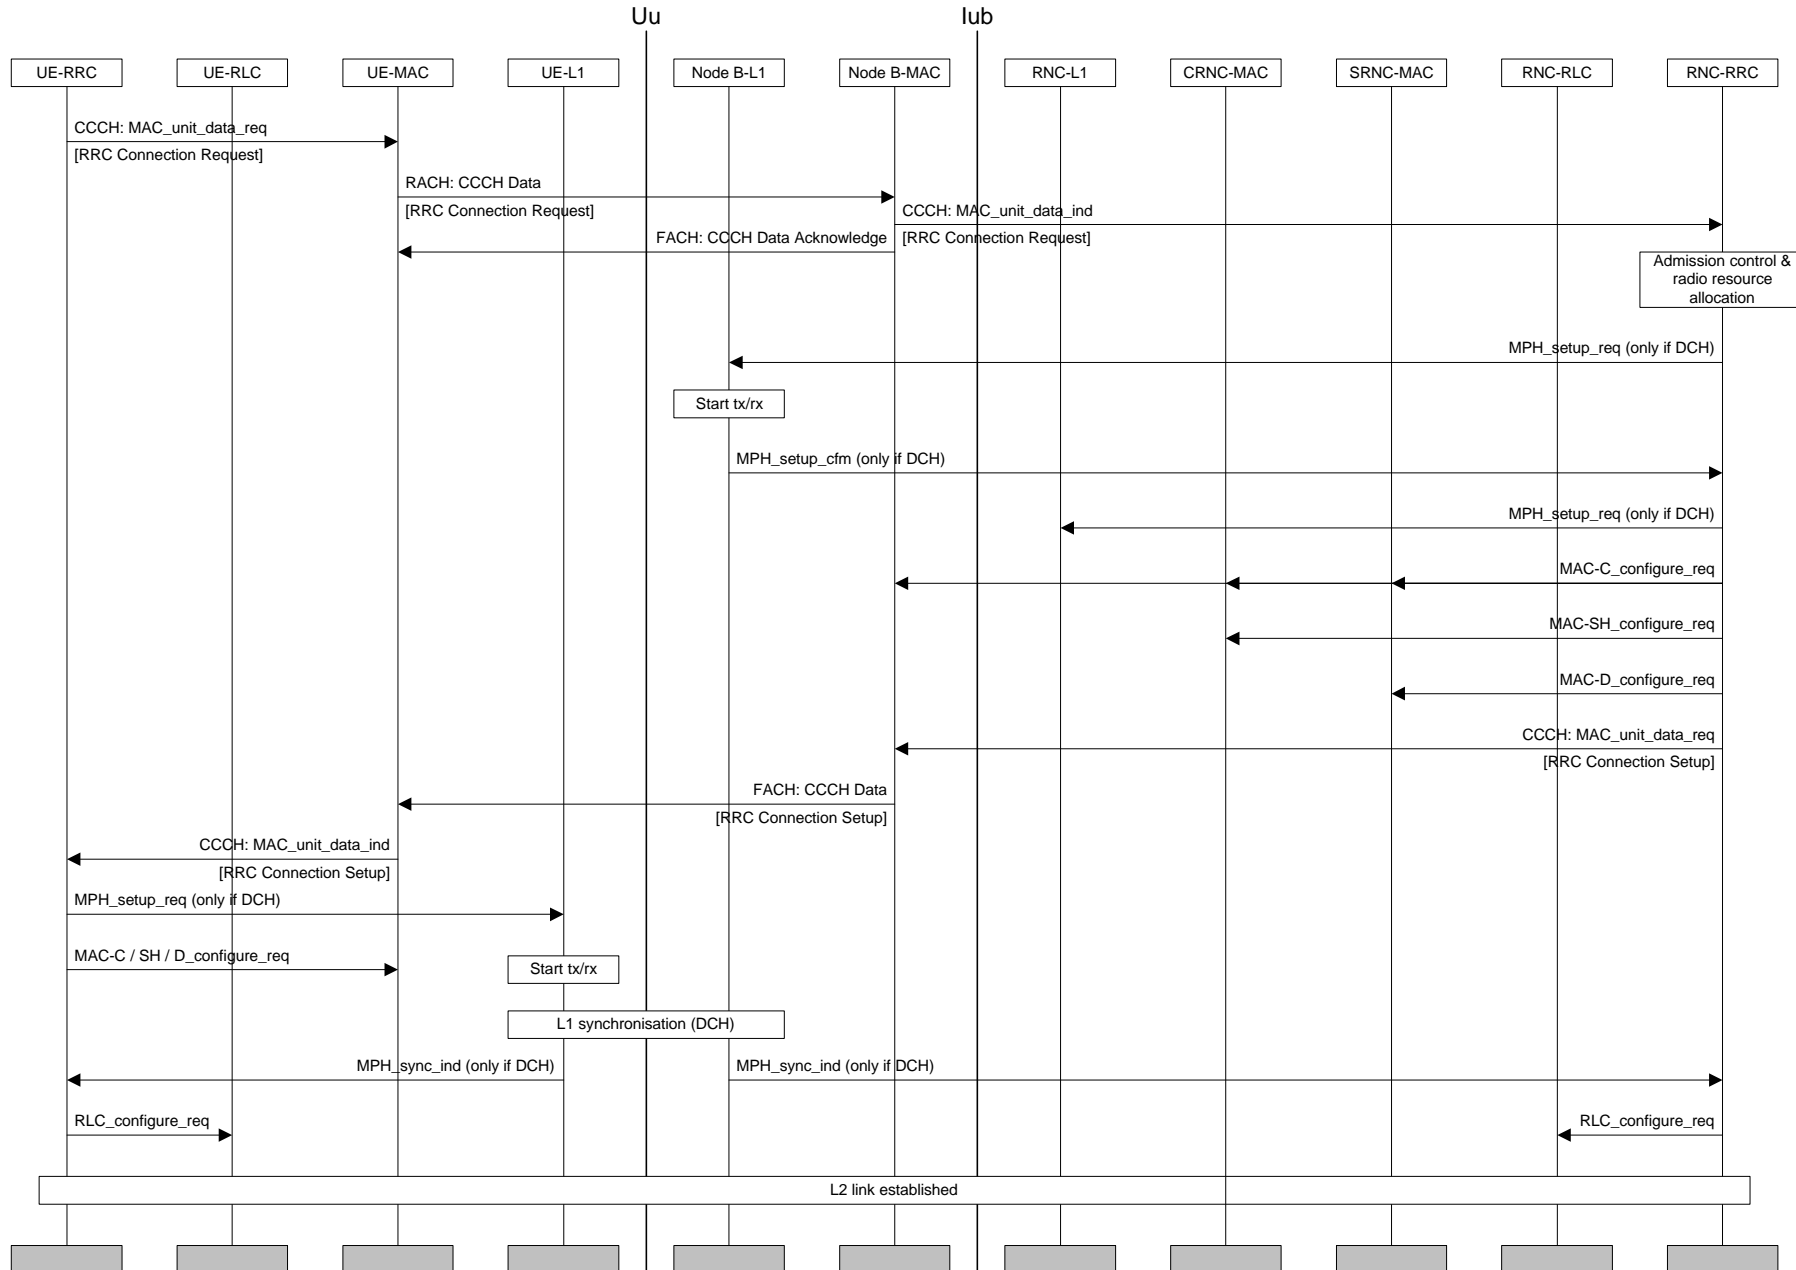 Uu
Iub
UE-RRC
UE-RLC
UE-MAC
UE-L1
Node B-L1
Node B-MAC
RNC-L1
CRNC-MAC
SRNC-MAC
RNC-RLC
RNC-RRC
CCCH: MAC_unit_data_req
[RRC Connection Request]
RACH: CCCH Data
[RRC Connection Request]
CCCH: MAC_unit_data_ind
[RRC Connection Request]
FACH: CCCH Data Acknowledge
Admission control &
radio resource
allocation
MPH_setup_req (only if DCH)
Start tx/rx
MPH_setup_cfm (only if DCH)
MPH_setup_req (only if DCH)
MAC-C_configure_req
MAC-SH_configure_req
MAC-D_configure_req
CCCH: MAC_unit_data_req
[RRC Connection Setup]
FACH: CCCH Data
[RRC Connection Setup]
CCCH: MAC_unit_data_ind
[RRC Connection Setup]
MPH_setup_req (only if DCH)
MAC-C / SH / D_configure_req
Start tx/rx
L1 synchronisation (DCH)
MPH_sync_ind (only if DCH)
MPH_sync_ind (only if DCH)
RLC_configure_req
RLC_configure_req
L2 link established